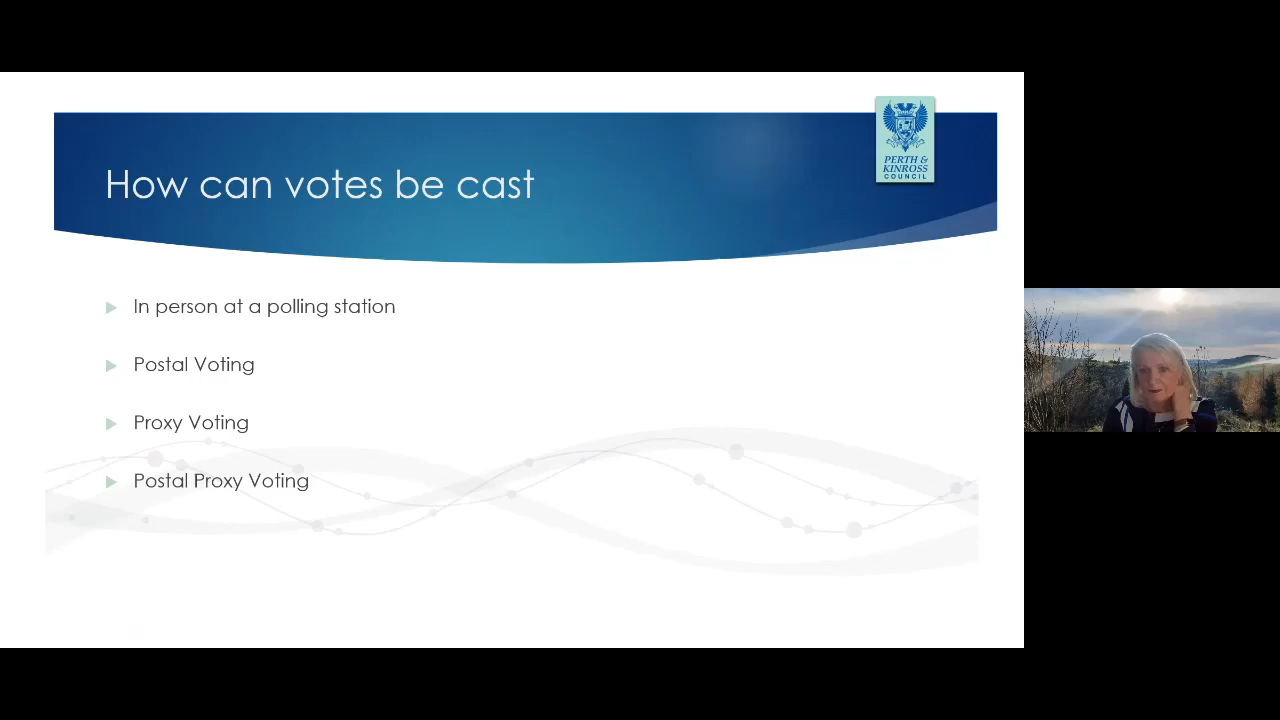 How can votes be cast
PERTH &
KINROSS
COUNCIL
In person at a polling station
Postal Voting
Proxy Voting
Postal Proxy Voting